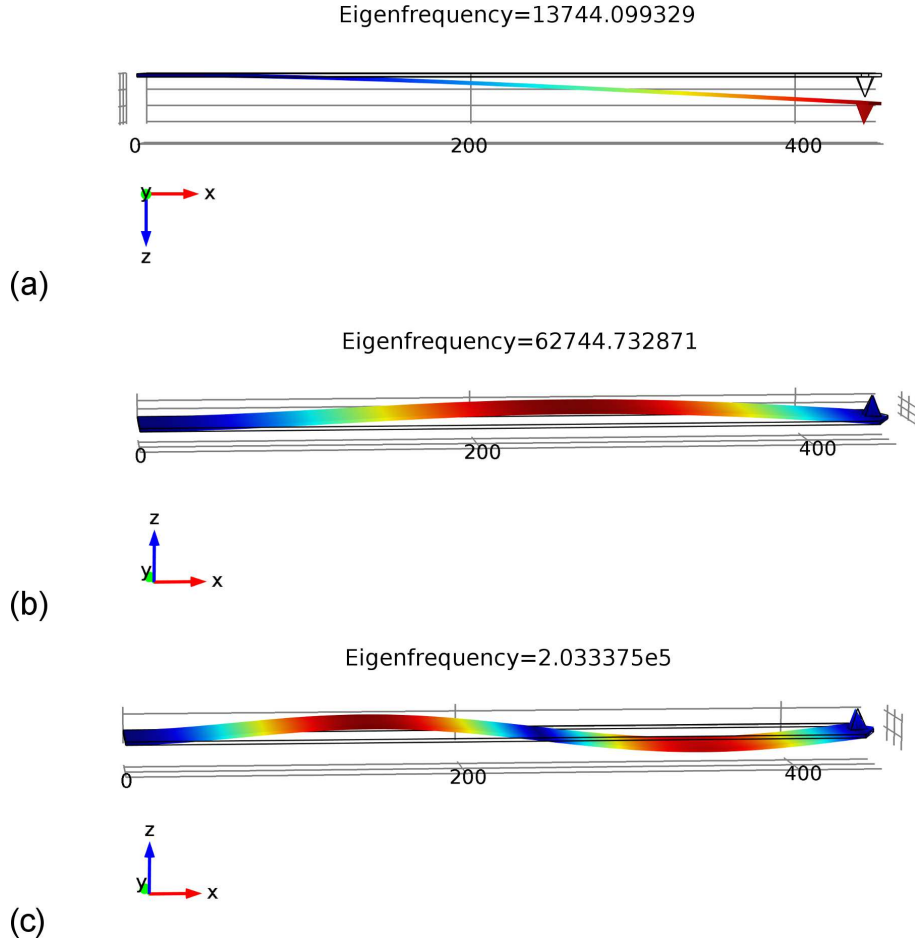 Eigenfrequency=13744.099329
0 200 400
y x
z
(a)
Eigenfrequency=62744.732871
0 200 400
z
y x
(b)
Eigenfrequency=2.033375e5
0 200 400
z
y x
(c)